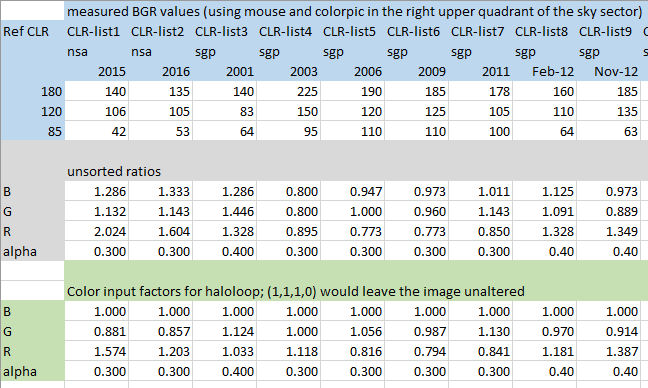 measured BGR values (using mouse and colorpic in the right upper quadrant of the sky sector)
Ref CLR CLR-list1 CLR-list2 CLR-list3 CLR-list4 CLR-list5 CLR-list6 CLR-list7 CLR-list8 CLR-list9
nsa nsa sgp sgp sgp sgp sgp sgp sgp
2015 2016 2001 2003 2006 2009 2011 Feb-12 Nov-12
180 140 135 140 225 190 185 178 160 185
120 106 105 83 150 120 125 105 110 135
85 42 53 64 95 110 110 100 64 63
unsorted ratios
B 1.286 1.333 1.286 0.800 0.947 0.973 1.011 1.125 0.973
G 1.132 1.143 1.446 0.800 1.000 0.960 1.143 1.091 0.889
R 2.024 1.604 1.328 0.895 0.773 0.773 0.850 1.328 1.349
alpha 0.300 0.300 0.400 0.300 0.300 0.300 0.300 0.40 0.40
Color input factors for haloloop; (1,1,1,0) would leave the image unaltered
B 1.000 1.000 1.000 1.000 1.000 1.000 1.000 1.000 1.000
G 0.881 0.857 1.124 1.000 1.056 0.987 1.130 0.970 0.914
R 1.574 1.203 1.033 1.118 0.816 0.794 0.841 1.181 1.387
alpha 0.300 0.300 0.400 0.300 0.300 0.300 0.300 0.40 0.40